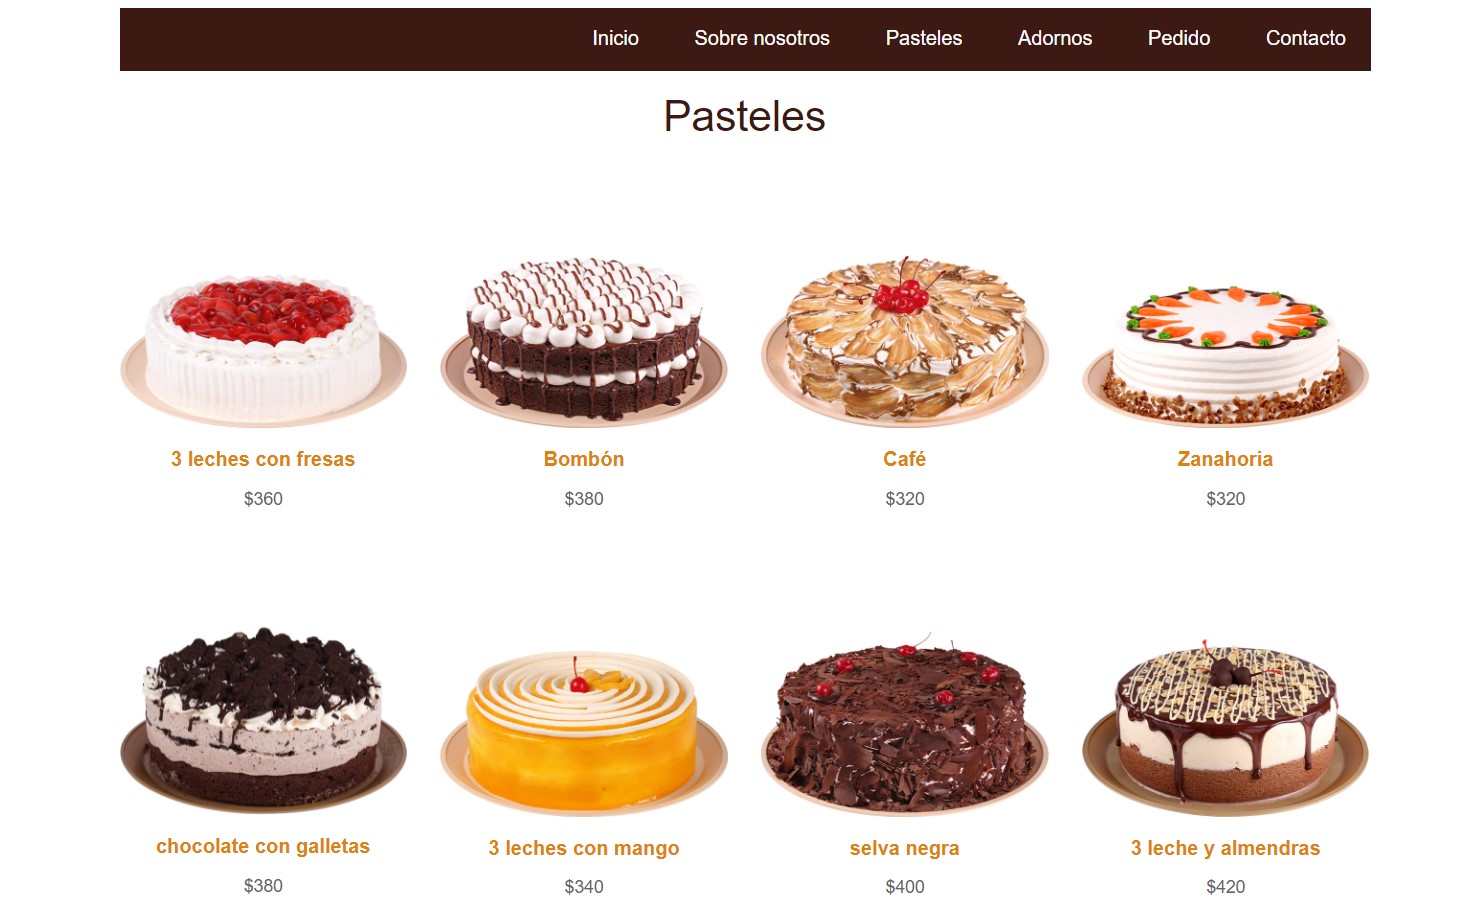 Inicio Sobre nosotros Pasteles Adornos Pedido Contacto
Pasteles
3 leches con fresas
$360
Bombón
$380
Café
$320
Zanahoria
$320
chocolate con galletas
$380
3 leches con mango
$340
selva negra
$400
3 leche y almendras
$420